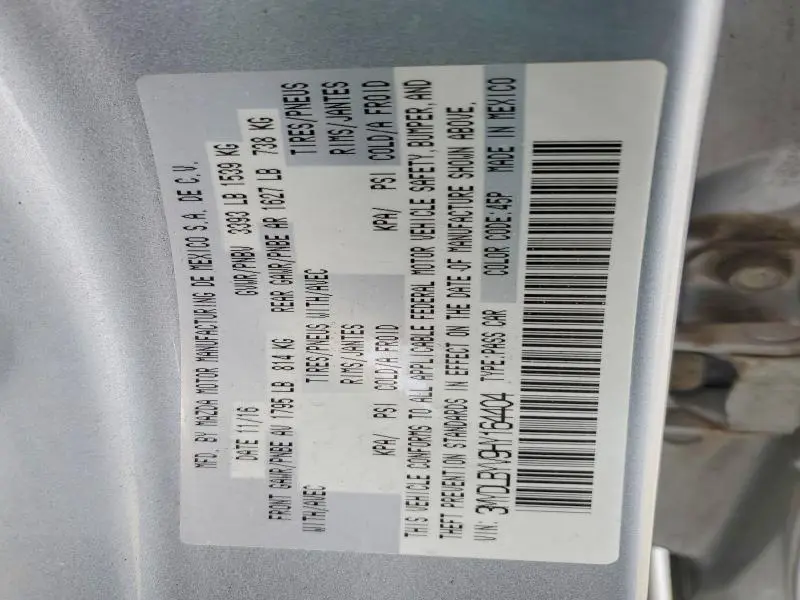 MFD. BY MAZDA MOTOR MANUFACTURING DE MEXICO S.A. DE C.V.
DATE 11/16 GVWR/PNBV 3393 LB 1539 KG
FRONT GAWR/PNBE AV 1795 LB 814 KG REAR GAWR/PNBE AR 1627 LB 738 KG
WITH/AVEC TIRES/PNEUS WITH/AVEC TIRES/PNEUS
RIMS/JANTES RIMS/JANTES
KPA/ PSI COLD/A FROID KPA/ PSI COLD/A FROID
THIS VEHICLE CONFORMS TO ALL APPLICABLE FEDERAL MOTOR VEHICLE SAFETY, BUMPER, AND
THEFT PREVENTION STANDARDS IN EFFECT ON THE DATE OF MANUFACTURE SHOWN ABOVE.
VIN: 3MYDLBYV9HY164404 TYPE:PASS CAR COLOR CODE:45P MADE IN MEXICO